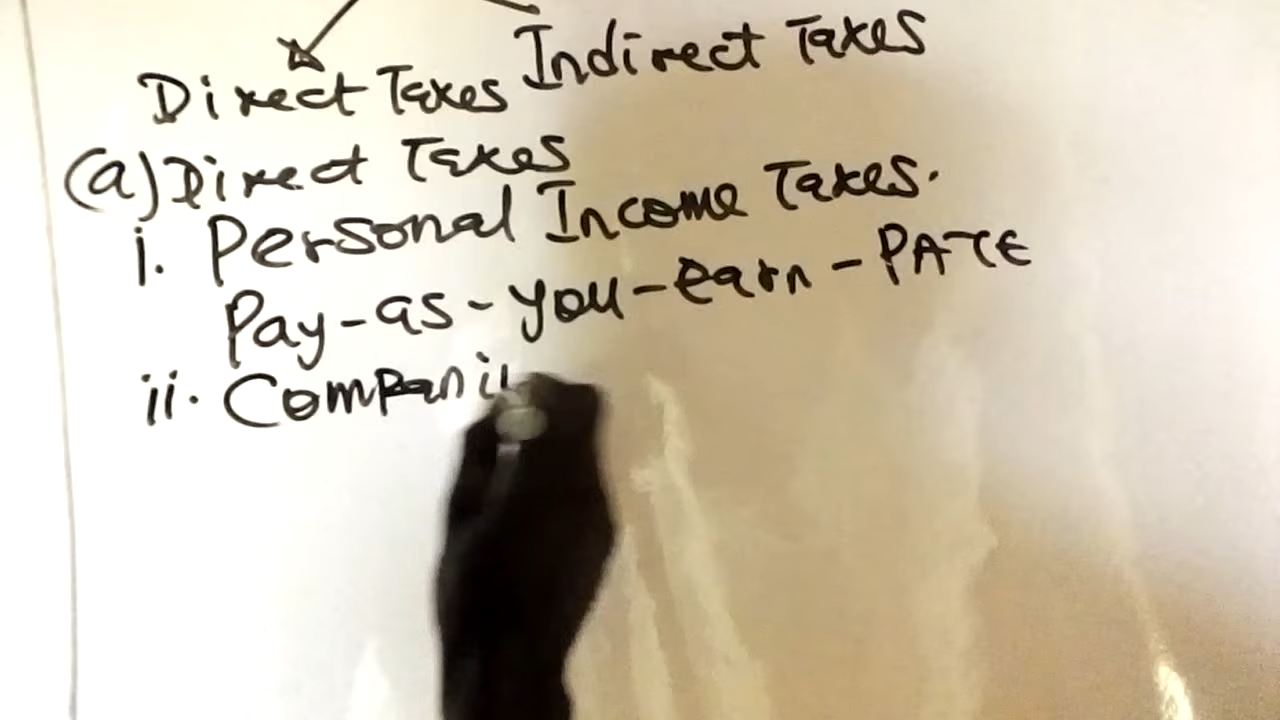 Indirect Taxes
Direct Taxes
(a) Direct Taxes
i. Personal Income Taxes.
Pay-as-you-earn - PAYE
ii. Compani